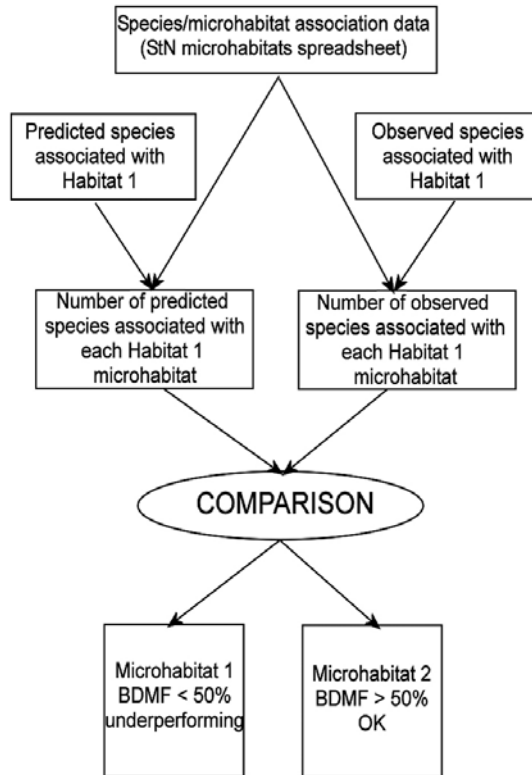 Species/microhabitat association data
(StN microhabitats spreadsheet)
Predicted species
associated with
Habitat 1
Observed species
associated with
Habitat 1
Number of predicted
species associated with
each Habitat 1
microhabitat
Number of observed
species associated with
each Habitat 1
microhabitat
COMPARISON
Microhabitat 1
BDMF < 50%
underperforming
Microhabitat 2
BDMF > 50%
OK